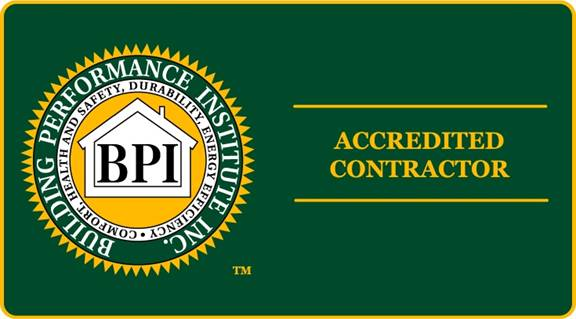 BUILDING PERFORMANCE INSTITUTE INC.
COMFORT, HEALTH AND SAFETY, DURABILITY, ENERGY EFFICIENCY •
BPI
TM
ACCREDITED
CONTRACTOR